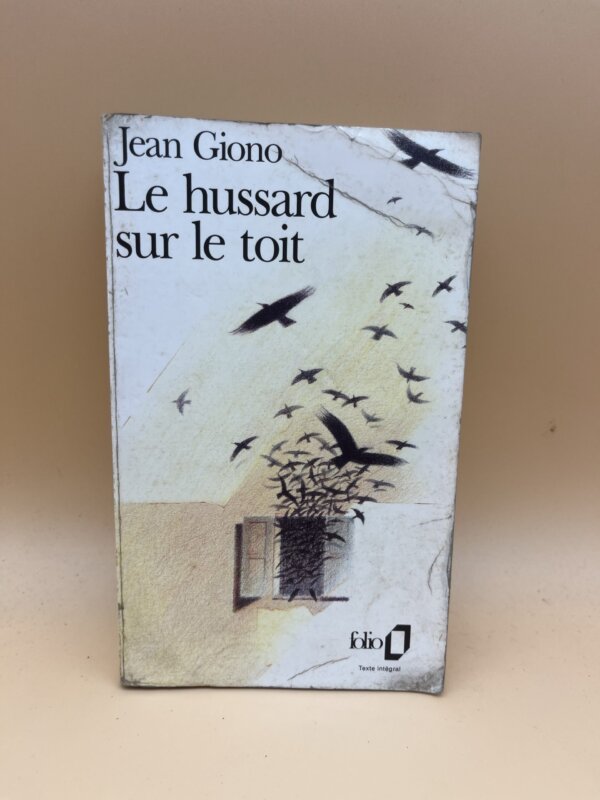 Jean Giono
Le hussard
sur le toit
folio
Texte intégral